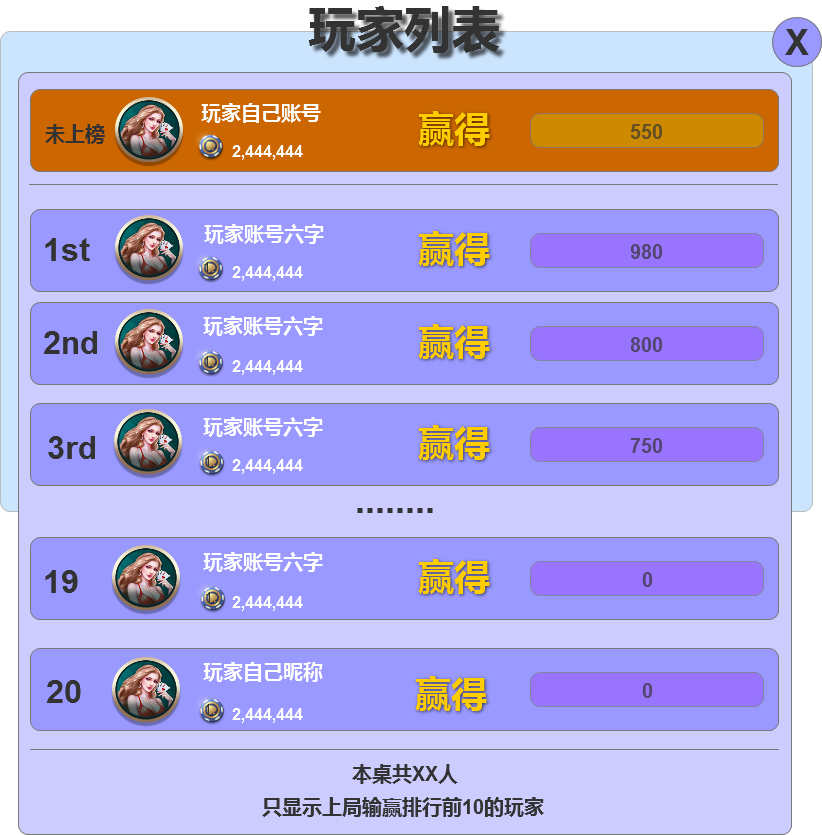 玩家列表
X
未上榜
玩家自己账号
2,444,444
赢得
550
1st
玩家账号六字
2,444,444
赢得
980
2nd
玩家账号六字
2,444,444
赢得
800
3rd
玩家账号六字
2,444,444
赢得
750
........
19
玩家账号六字
2,444,444
赢得
0
20
玩家自己昵称
2,444,444
赢得
0
本桌共XX人
只显示上局输赢排行前10的玩家